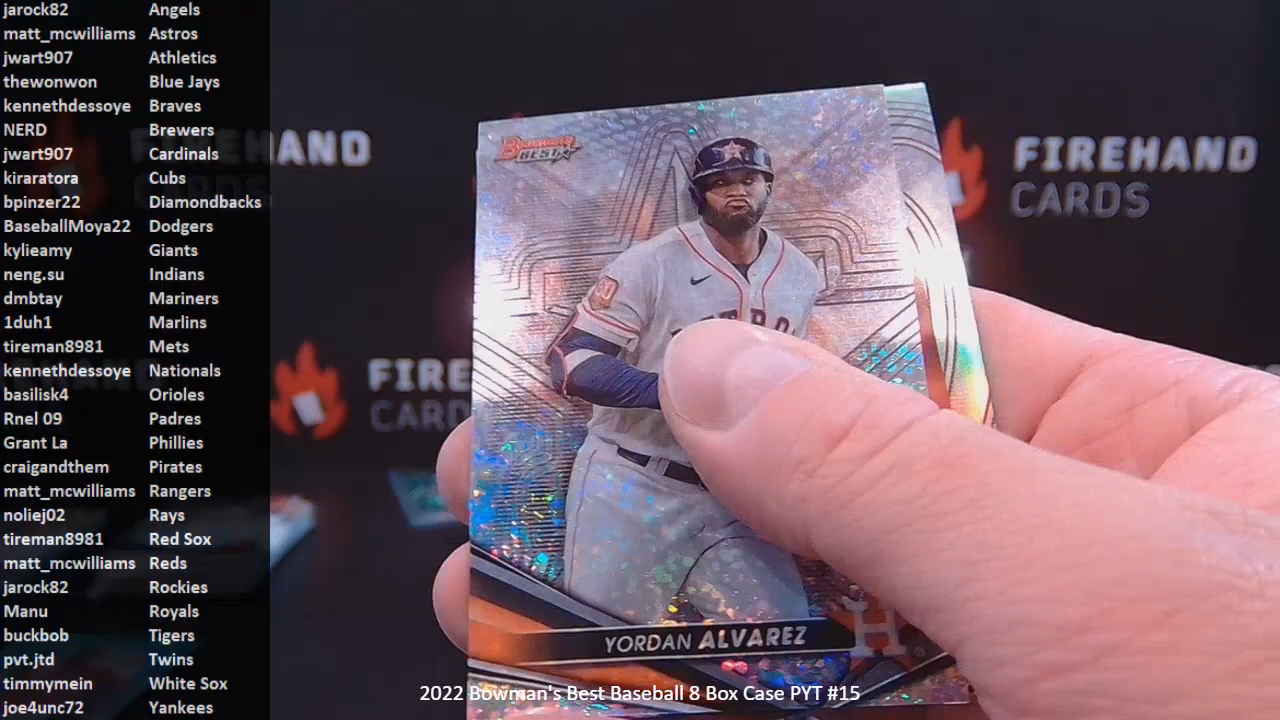 jarock82 Angels
matt_mcwilliams Astros
jwart907 Athletics
thewonwon Blue Jays
kennethdessoye Braves
NERD Brewers
jwart907 Cardinals
kiraratora Cubs
bpinzer22 Diamondbacks
BaseballMoya22 Dodgers
kylieamy Giants
neng.su Indians
dmbtay Mariners
1duh1 Marlins
tireman8981 Mets
kennethdessoye Nationals
basilisk4 Orioles
Rnel 09 Padres
Grant La Phillies
craigandthem Pirates
matt_mcwilliams Rangers
noliej02 Rays
tireman8981 Red Sox
matt_mcwilliams Reds
jarock82 Rockies
Manu Royals
buckbob Tigers
pvt.jtd Twins
timmymein White Sox
joe4unc72 Yankees
FIREHAND
CARDS
BOWMAN'S
BEST
FIREHAND
CARDS
H
YORDAN ALVAREZ
2022 Bowman's Best Baseball 8 Box Case PYT #15